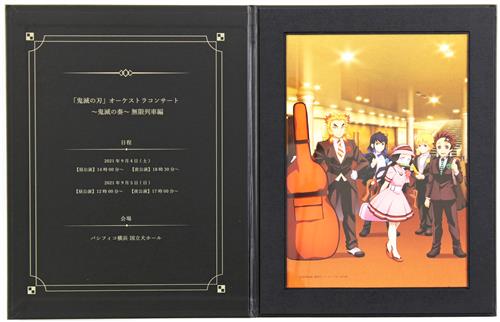 「鬼滅の刃」オーケストラコンサート
～鬼滅の奏～ 無限列車編
日程
2021年9月4日(土)
【昼公演】14時00分～ 【夜公演】18時30分～
2021年9月5日(日)
【昼公演】12時00分～ 【夜公演】17時00分～
会場
パシフィコ横浜 国立大ホール